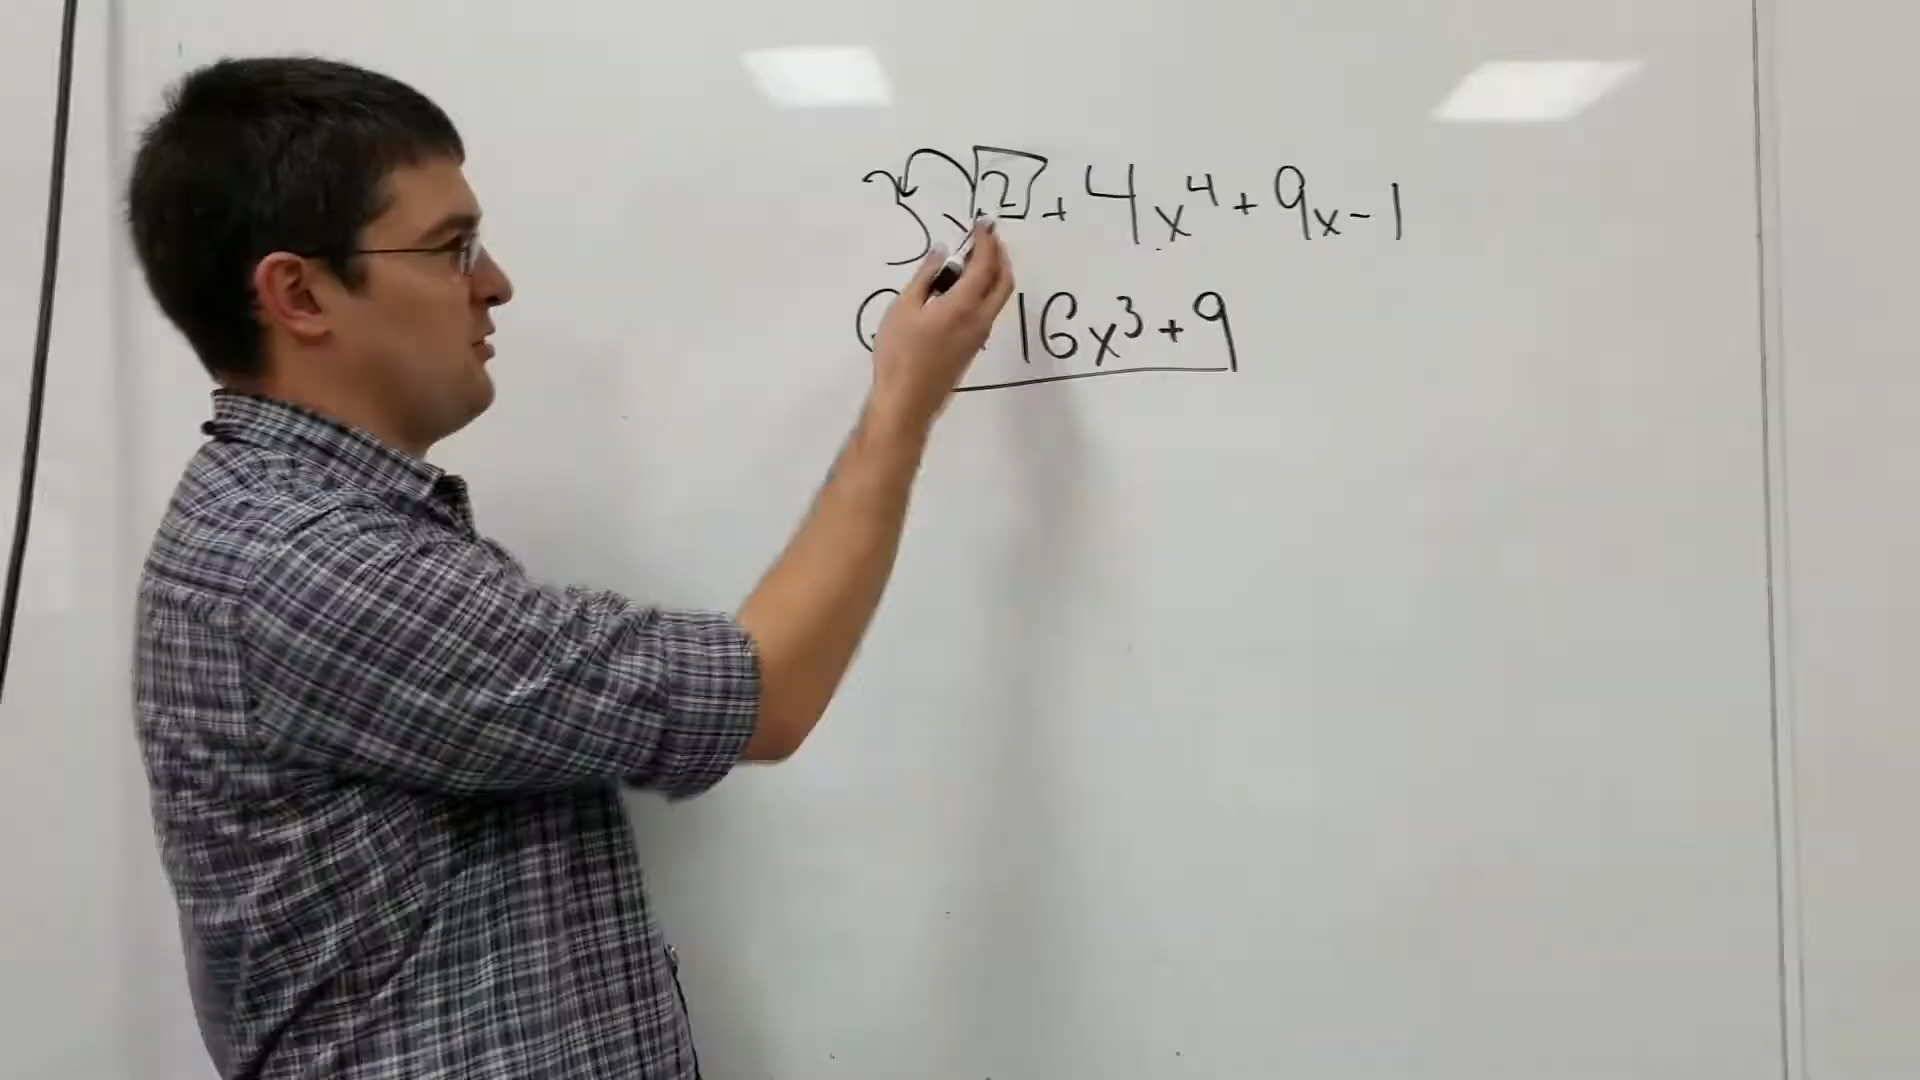 3x² + 4x⁴ + 9x - 1
16x³ + 9